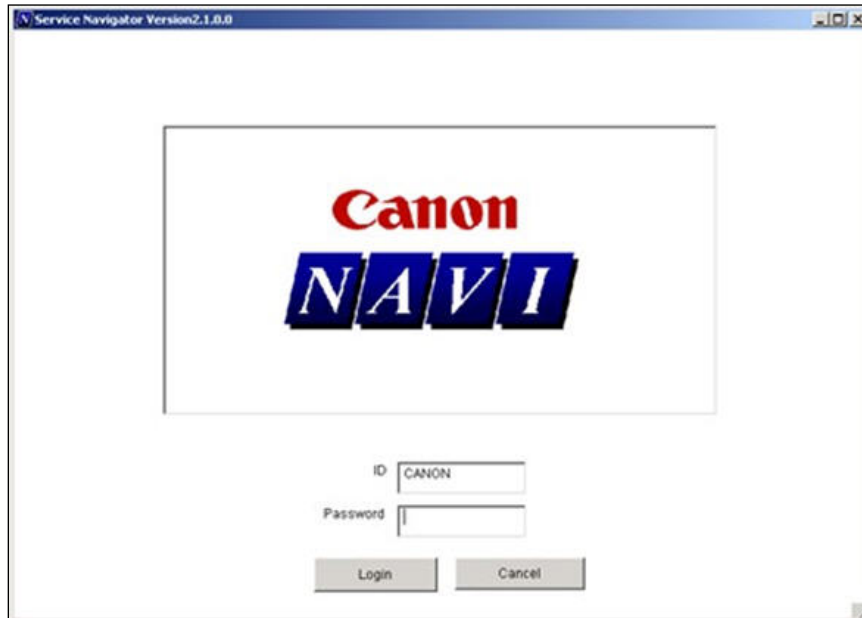 Service Navigator Version2.1.0.0
Canon
NAVI
ID CANON
Password
Login Cancel